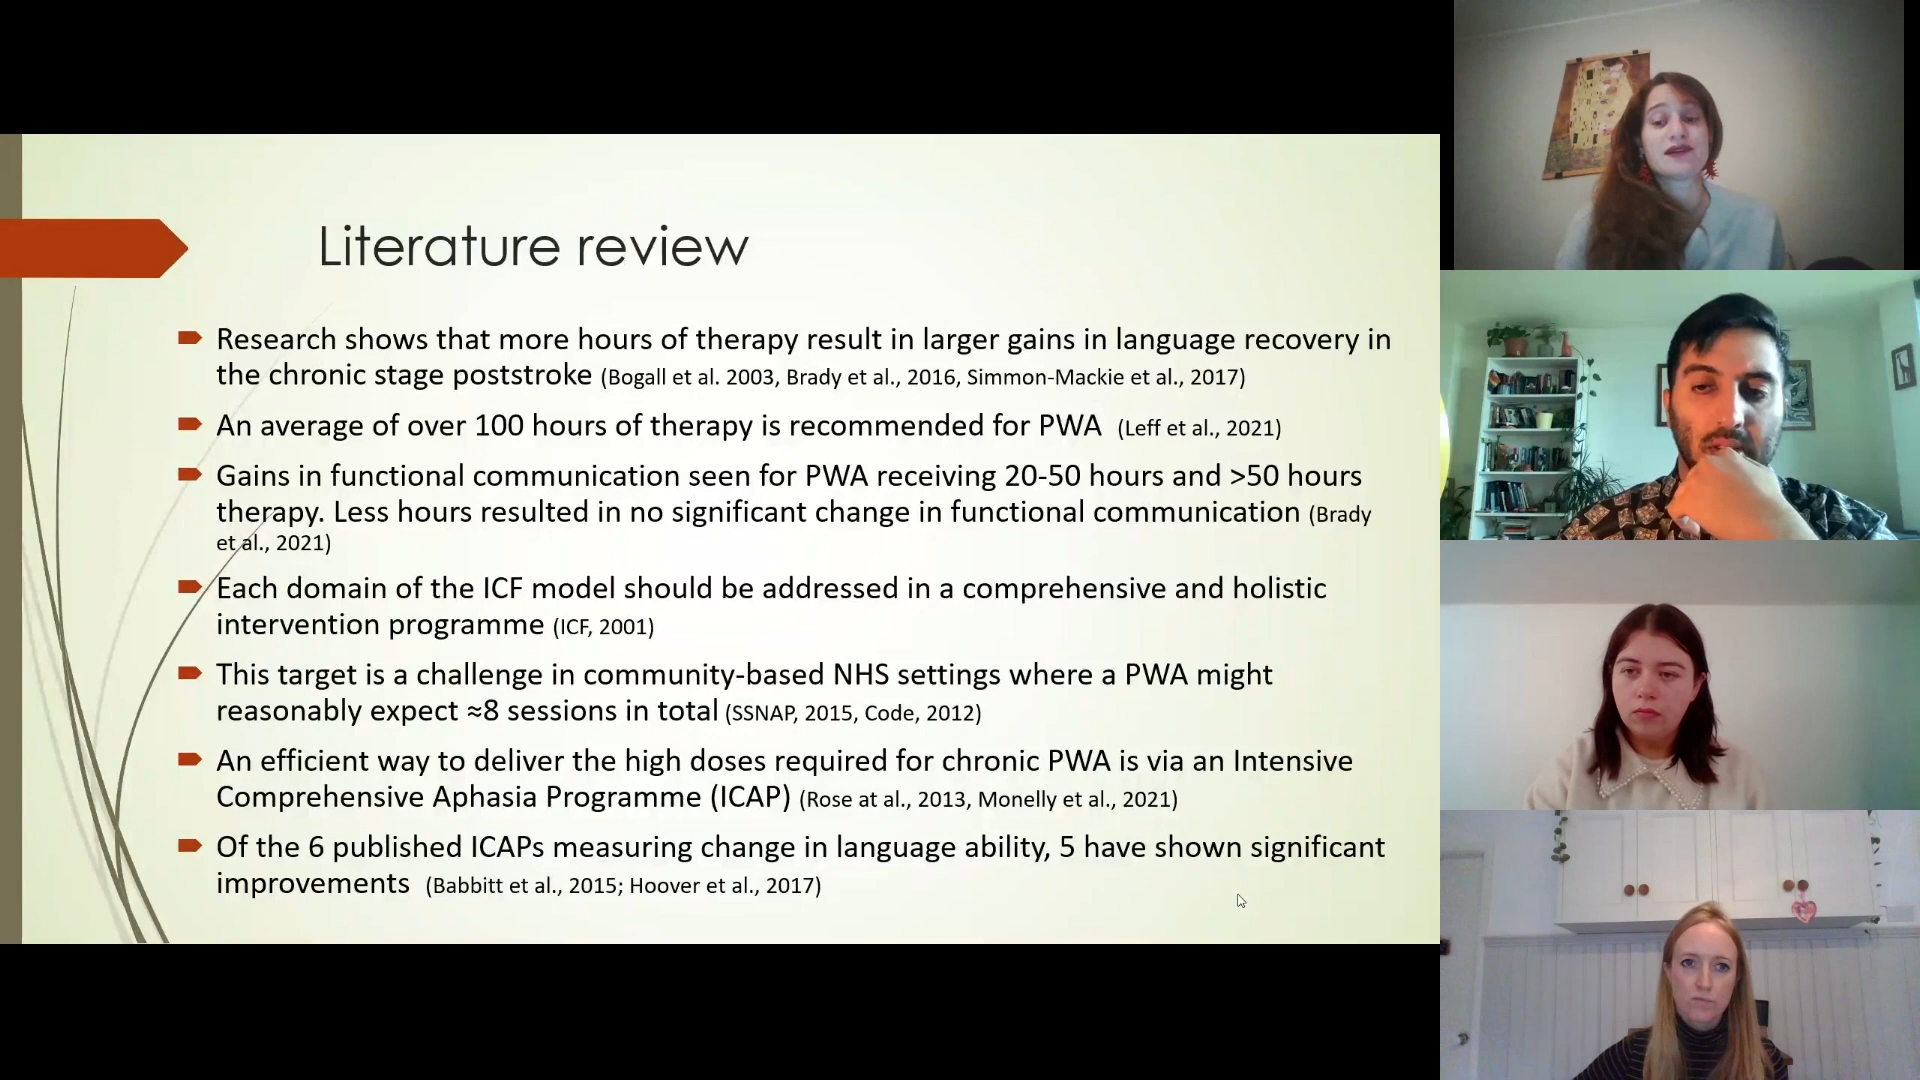 Literature review
Research shows that more hours of therapy result in larger gains in language recovery in
the chronic stage poststroke (Bogall et al. 2003, Brady et al., 2016, Simmon-Mackie et al., 2017)
An average of over 100 hours of therapy is recommended for PWA (Leff et al., 2021)
Gains in functional communication seen for PWA receiving 20-50 hours and >50 hours
therapy. Less hours resulted in no significant change in functional communication (Brady
et al., 2021)
Each domain of the ICF model should be addressed in a comprehensive and holistic
intervention programme (ICF, 2001)
This target is a challenge in community-based NHS settings where a PWA might
reasonably expect ≈8 sessions in total (SSNAP, 2015, Code, 2012)
An efficient way to deliver the high doses required for chronic PWA is via an Intensive
Comprehensive Aphasia Programme (ICAP) (Rose at al., 2013, Monelly et al., 2021)
Of the 6 published ICAPs measuring change in language ability, 5 have shown significant
improvements (Babbitt et al., 2015; Hoover et al., 2017)